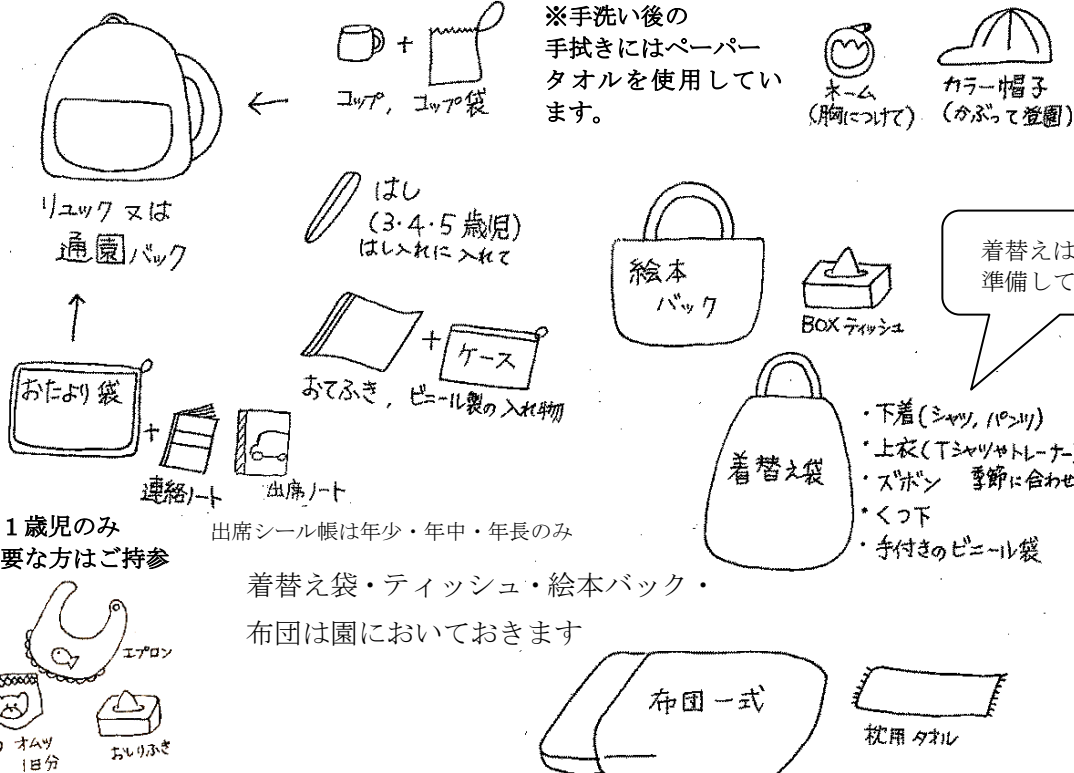 ※手洗い後の
手拭きにはペーパー
タオルを使用してい
ます。
コップ, コップ袋
ネーム
(胸につけて)
カラー帽子
(かぶって登園)
リュック 又は
通園バック
はし
(3・4・5歳児)
はし入れに入れて
絵本
バック
BOXティッシュ
着替えは
準備して
おたより袋
連絡ノート
出席ノート
おてふき, ビニール製の入れ物
ケース
着替え袋
・下着(シャツ, パンツ)
・上衣(Tシャツやトレーナー)
・ズボン 季節に合わせ
・くつ下
・手付きのビニール袋
出席シール帳は年少・年中・年長のみ
1歳児のみ
要な方はご持参
着替え袋・ティッシュ・絵本バック・
布団は園においておきます
エプロン
オムツ
1日分
おしりふき
布団一式
枕用タオル